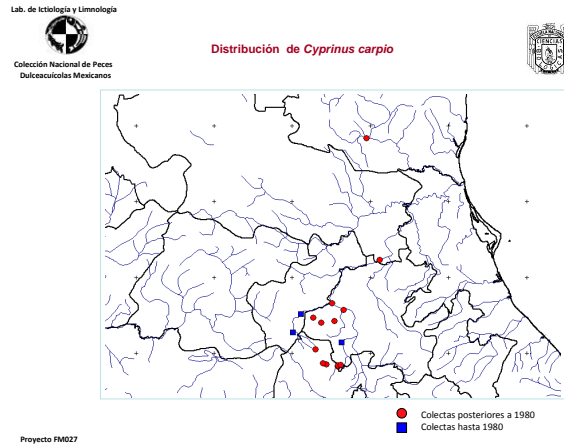 Lab. de Ictiología y Limnología
Colección Nacional de Peces
Dulceacuícolas Mexicanos
Distribución de Cyprinus carpio
CIENCIAS
Colectas posteriores a 1980
Colectas hasta 1980
Proyecto FM027